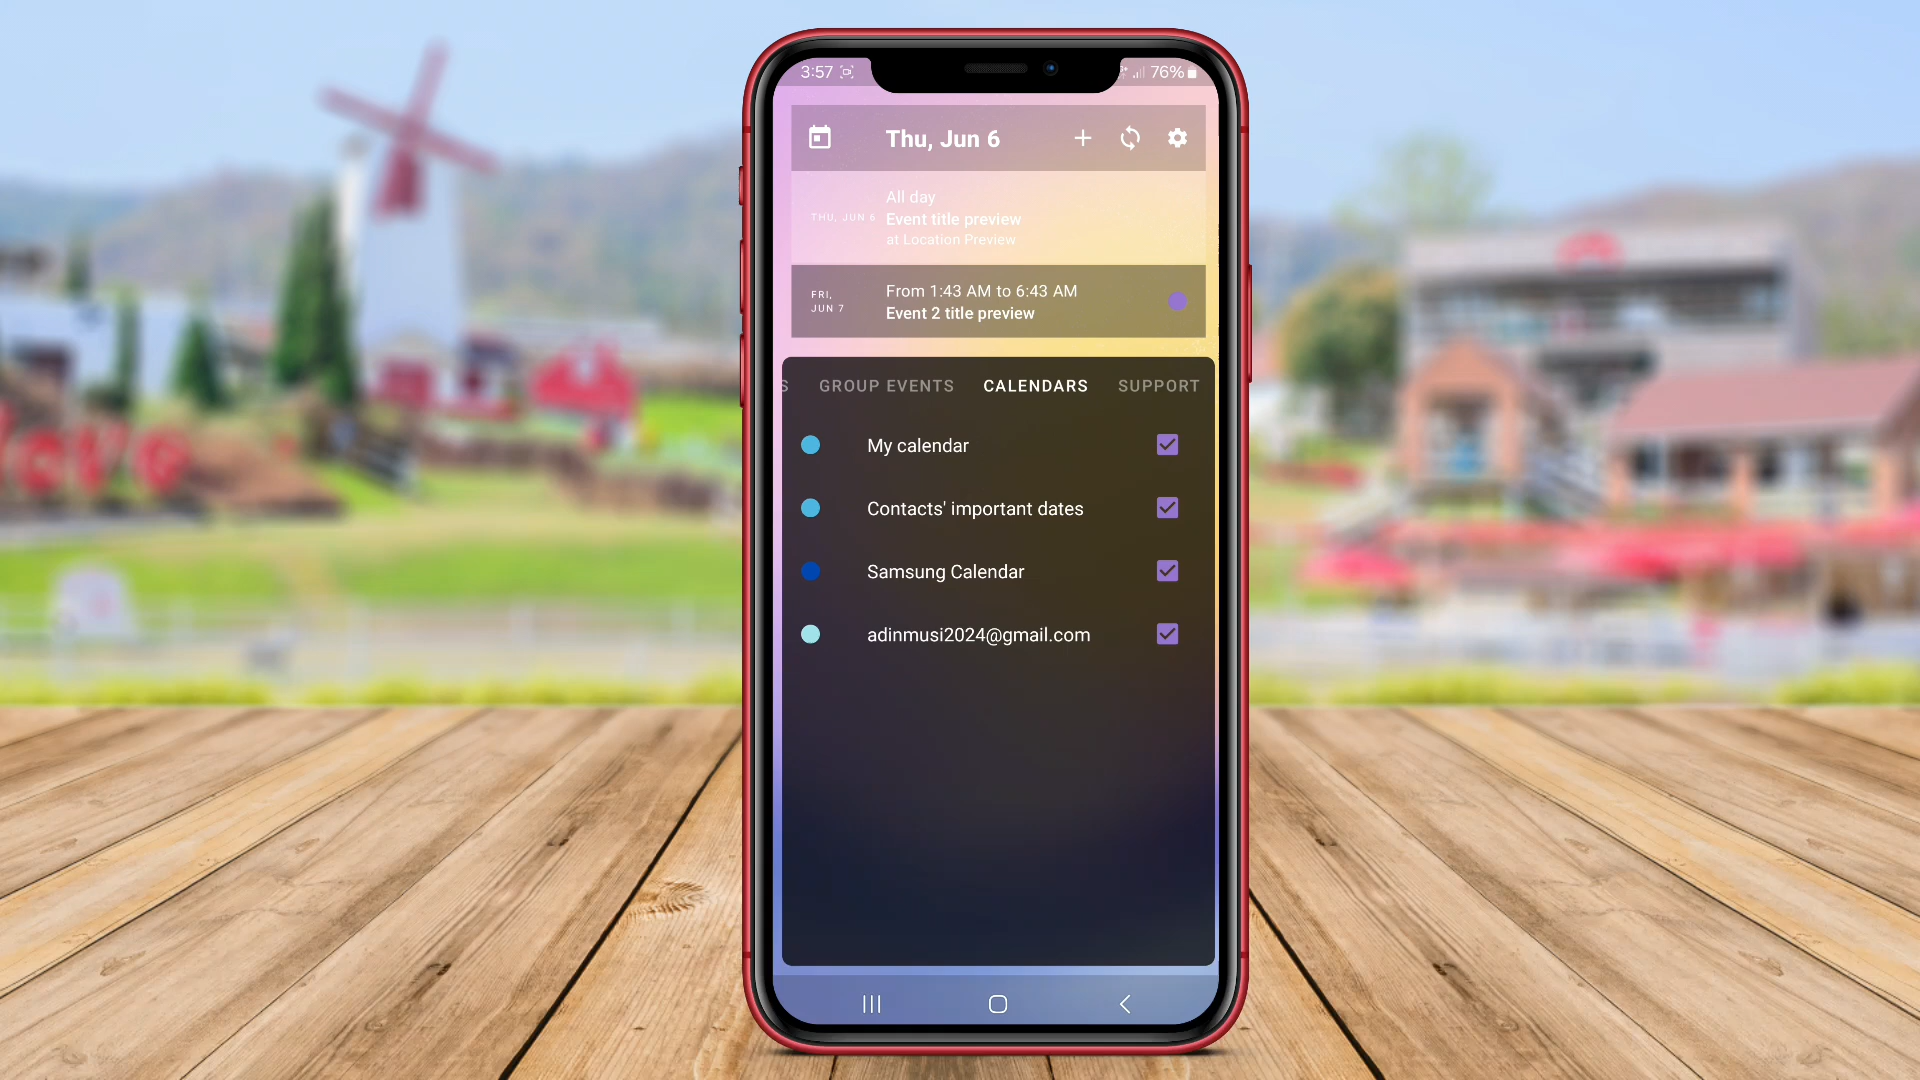 3:57
76%
Thu, Jun 6
All day
THU, JUN 6
Event title preview
at Location Preview
From 1:43 AM to 6:43 AM
FRI,
JUN 7
Event 2 title preview
S GROUP EVENTS CALENDARS SUPPORT
My calendar
Contacts' important dates
Samsung Calendar
adinmusi2024@gmail.com